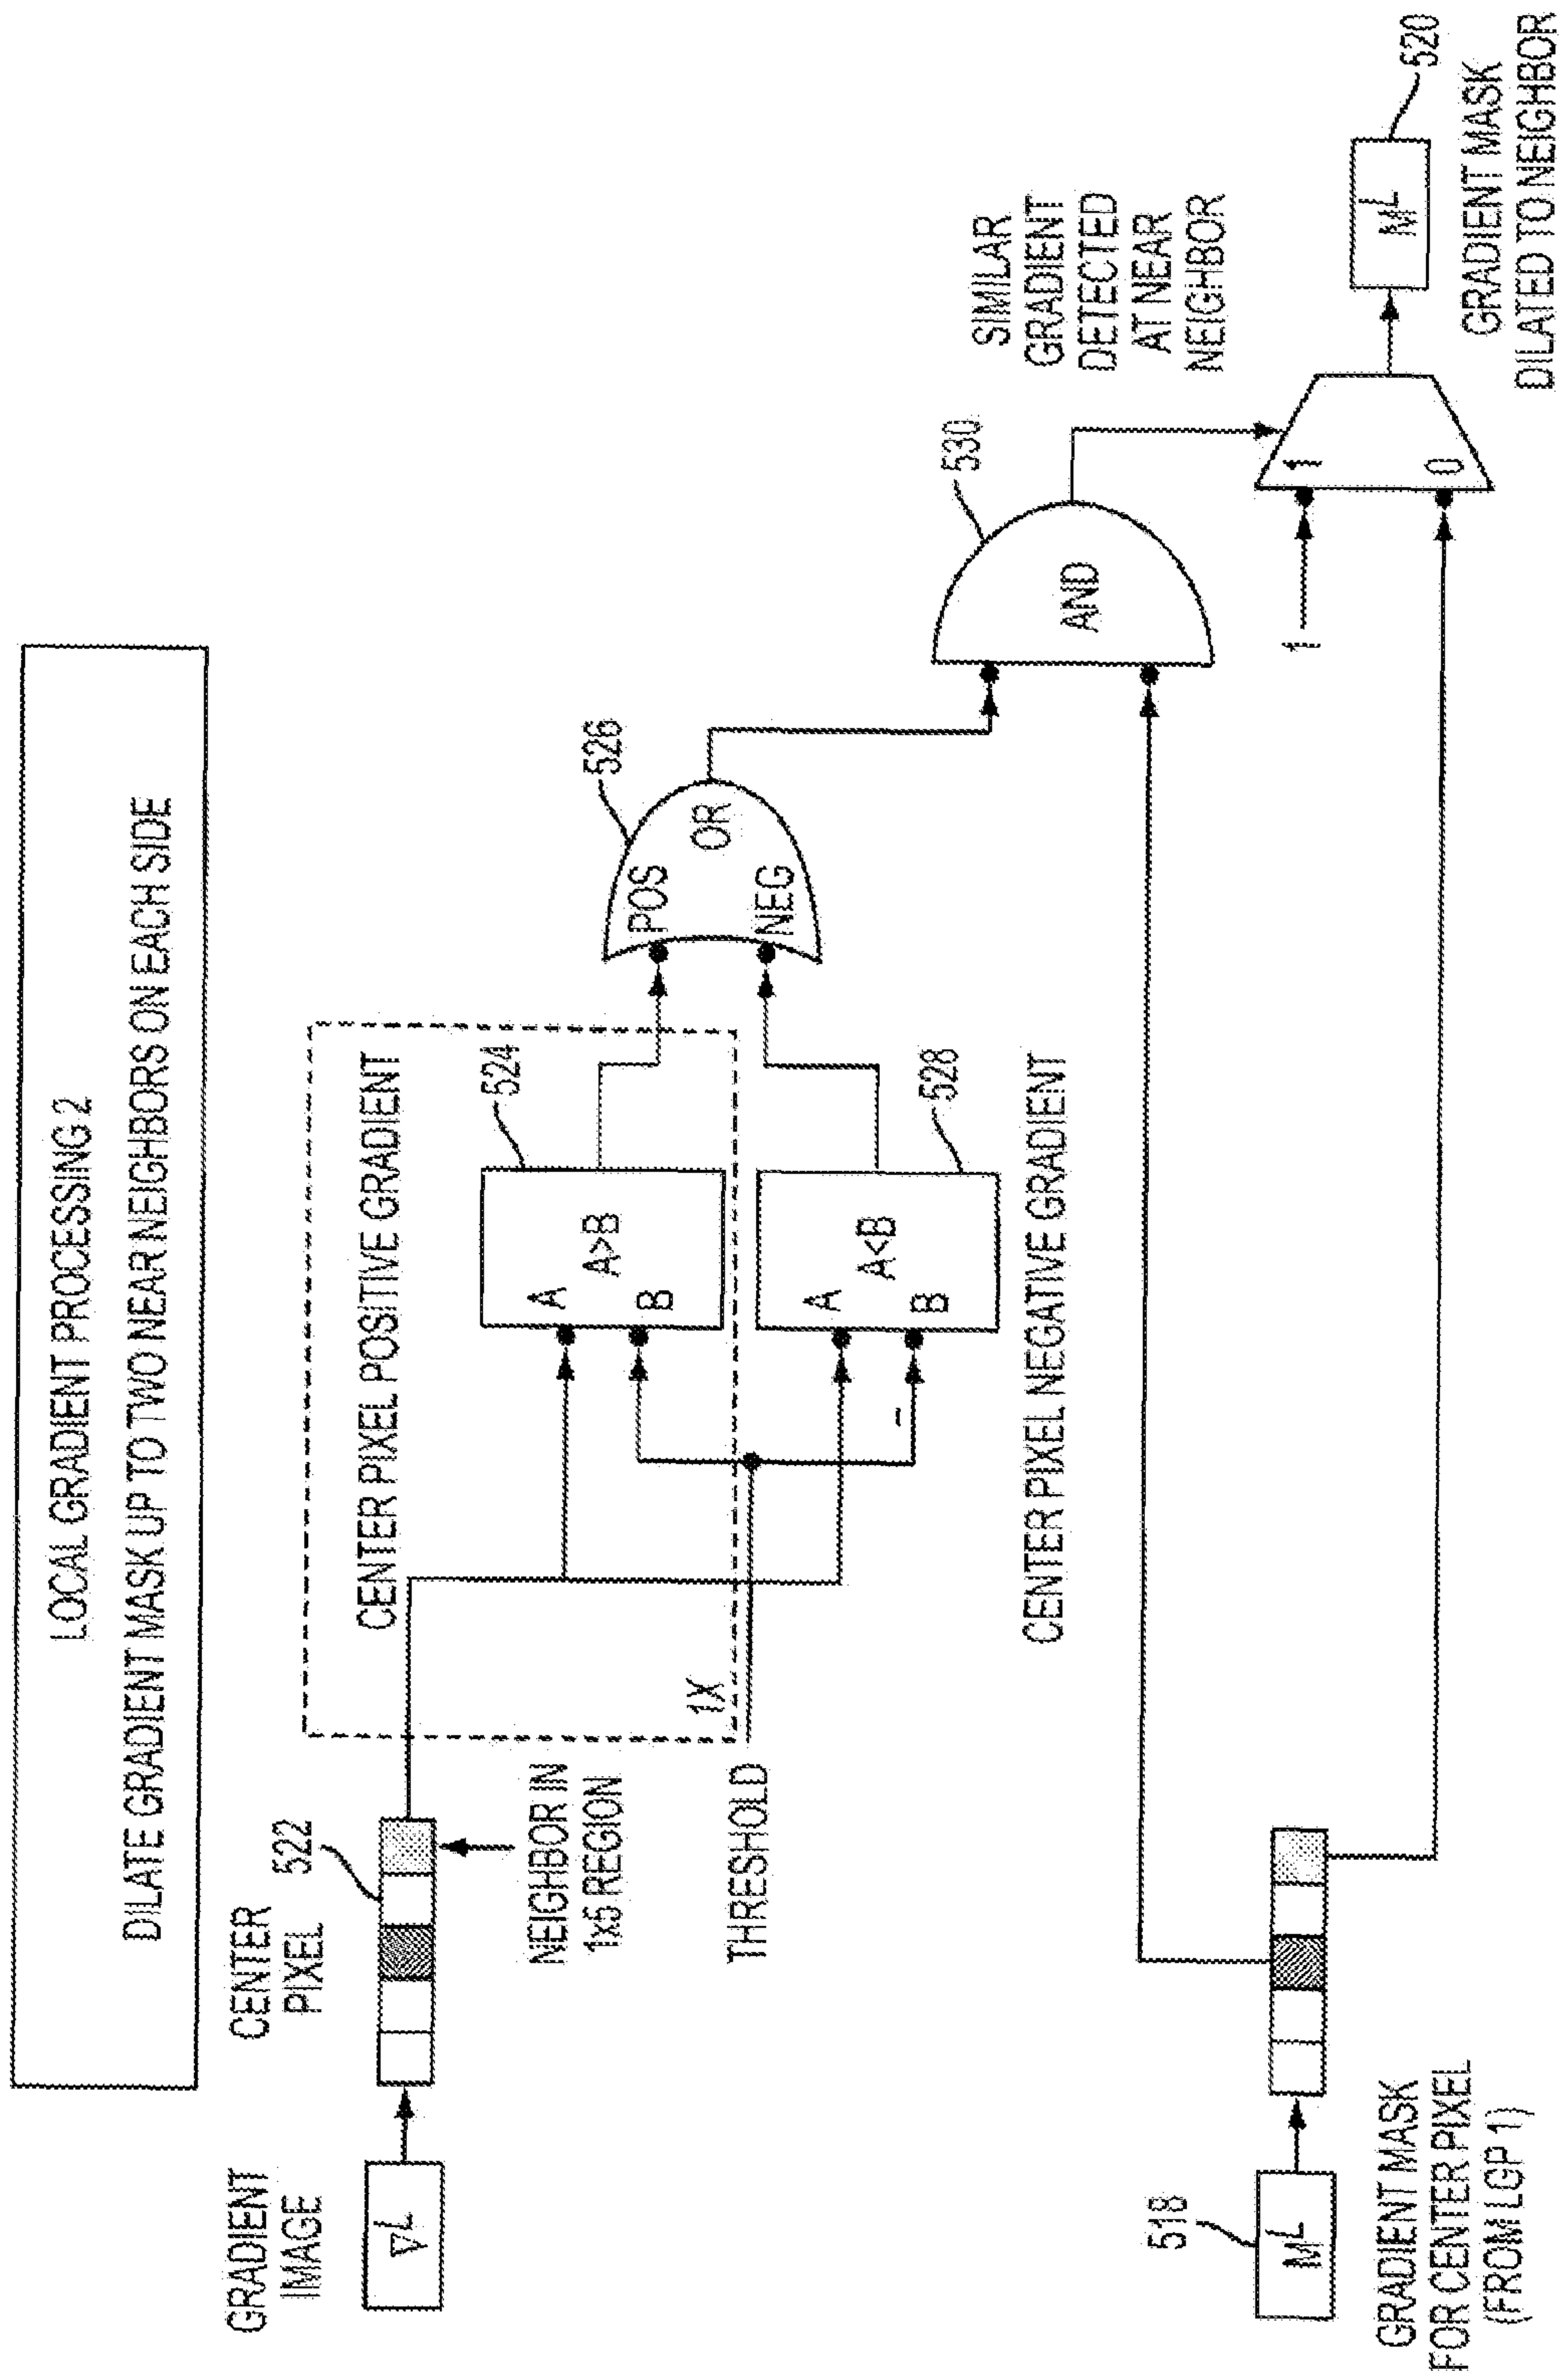 LOCAL GRADIENT PROCESSING 2
DILATE GRADIENT MASK UP TO TWO NEAR NEIGHBORS ON EACH SIDE
GRADIENT
IMAGE
∇L
CENTER
PIXEL
522
NEIGHBOR IN
1x5 REGION
THRESHOLD
1X
CENTER PIXEL POSITIVE GRADIENT
524
A
A>B
B
528
A
A<B
B
-
CENTER PIXEL NEGATIVE GRADIENT
526
POS
OR
NEG
530
AND
SIMILAR
GRADIENT
DETECTED
AT NEAR
NEIGHBOR
1
1
0
520
ML
GRADIENT MASK
DILATED TO NEIGHBOR
518
ML
GRADIENT MASK
FOR CENTER PIXEL
(FROM LGP 1)